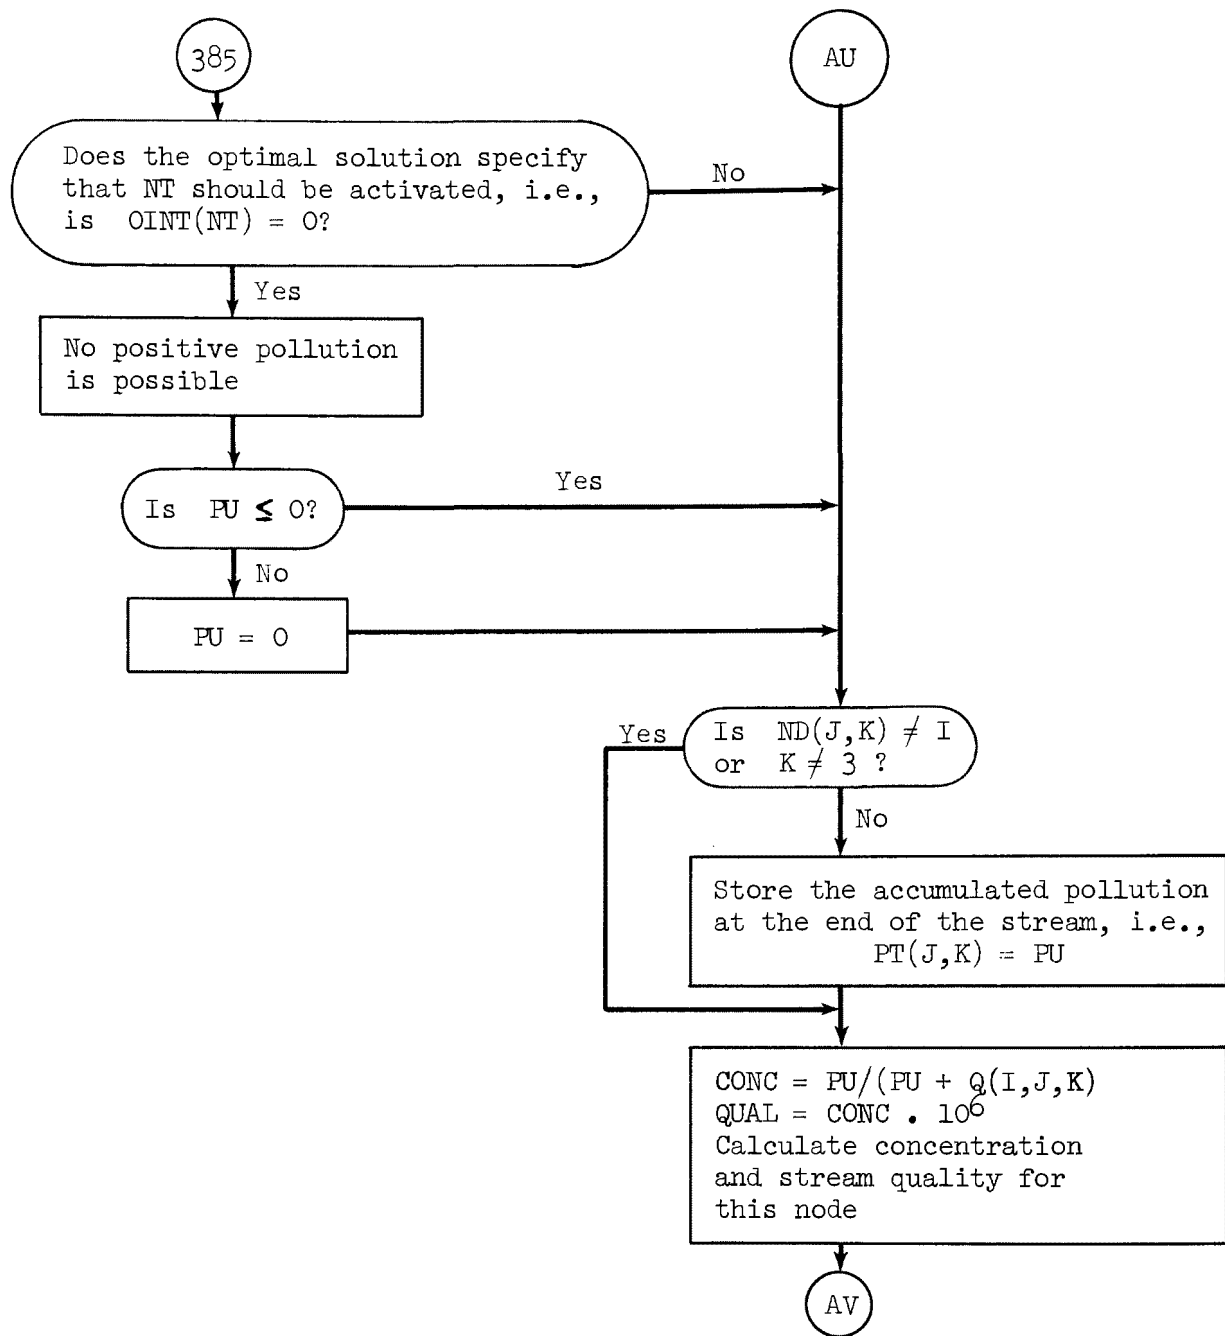 385
AU
Does the optimal solution specify
that NT should be activated, i.e.,
is OINT(NT) = 0?
No
Yes
No positive pollution
is possible
Is PU ≤ 0?
Yes
No
PU = 0
Is ND(J,K) ≠ I
or K ≠ 3 ?
Yes
No
Store the accumulated pollution
at the end of the stream, i.e.,
PT(J,K) = PU
CONC = PU/(PU + Q(I,J,K)
QUAL = CONC . 10⁶
Calculate concentration
and stream quality for
this node
AV